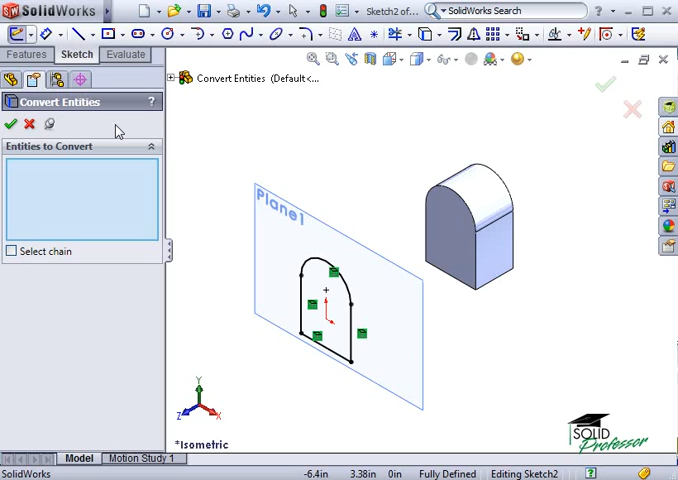 SW SolidWorks
Sketch2 of...
SolidWorks Search
?
Features
Sketch
Evaluate
Convert Entities (Default<...
Convert Entities
?
Entities to Convert
Select chain
Plane1
Y
Z
X
*Isometric
SOLID
Professor
Model
Motion Study 1
SolidWorks
-6.4in
3.38in
0in
Fully Defined
Editing Sketch2
?